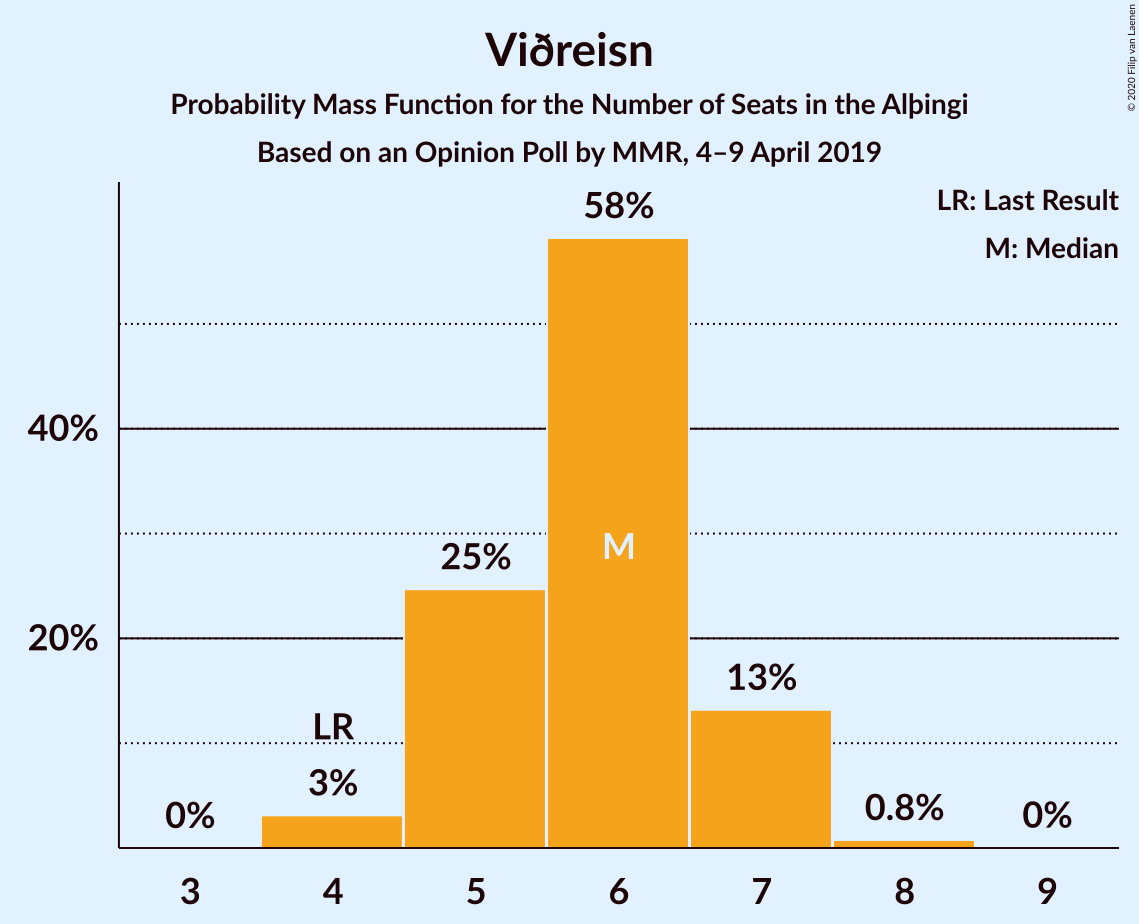 Viðreisn
Probability Mass Function for the Number of Seats in the Alþingi
Based on an Opinion Poll by MMR, 4–9 April 2019
© 2020 Filip van Laenen
LR: Last Result
M: Median
58%
40%
25%
M
20%
13%
LR
3%
0%
0.8%
0%
3 4 5 6 7 8 9